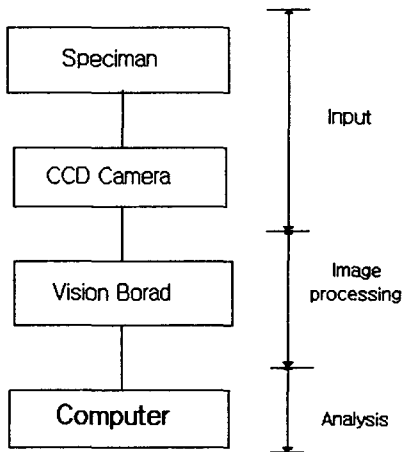 Speciman
Input
CCD Camera
Vision Borad
Image
processing
Computer
Analysis